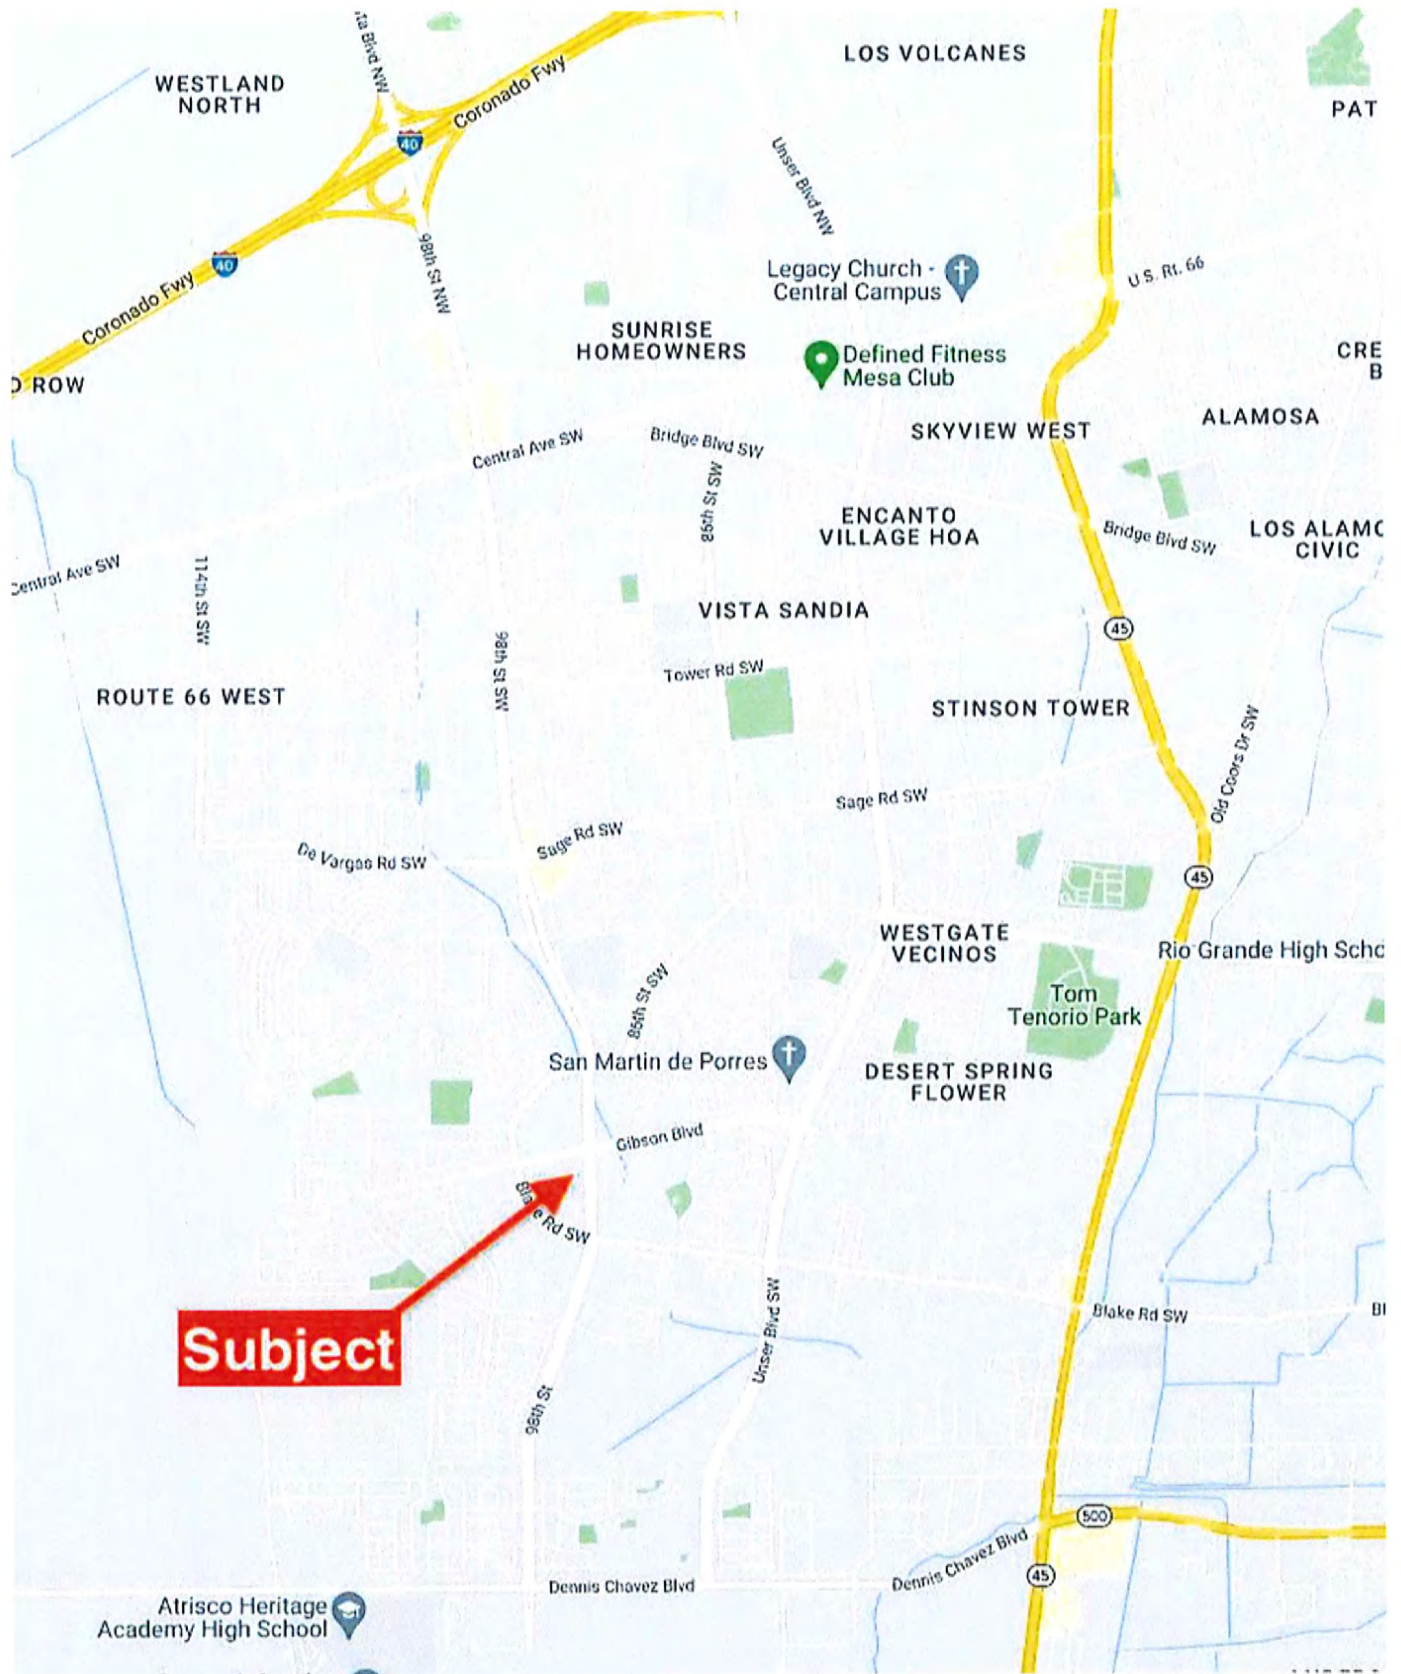 LOS VOLCANES
WESTLAND
NORTH
Blvd NW
Coronado Fwy
40
PAT
Unser Blvd NW
98th St NW
40
Coronado Fwy
Legacy Church -
Central Campus
U.S. Rt. 66
SUNRISE
HOMEOWNERS
Defined Fitness
Mesa Club
CRE
B
ROW
ALAMOSA
SKYVIEW WEST
Central Ave SW
Bridge Blvd SW
86th St SW
ENCANTO
VILLAGE HOA
Bridge Blvd SW
LOS ALAMO
CIVIC
Central Ave SW
114th St SW
VISTA SANDIA
45
98th St SW
Tower Rd SW
ROUTE 66 WEST
STINSON TOWER
Old Coors Dr SW
Sage Rd SW
Sage Rd SW
De Vargas Rd SW
45
WESTGATE
VECINOS
Rio Grande High Scho
86th St SW
Tom
Tenorio Park
San Martin de Porres
DESERT SPRING
FLOWER
Gibson Blvd
Rd SW
Subject
Unser Blvd SW
Blake Rd SW
Bl
98th St
500
Dennis Chavez Blvd
45
Dennis Chavez Blvd
Atrisco Heritage
Academy High School